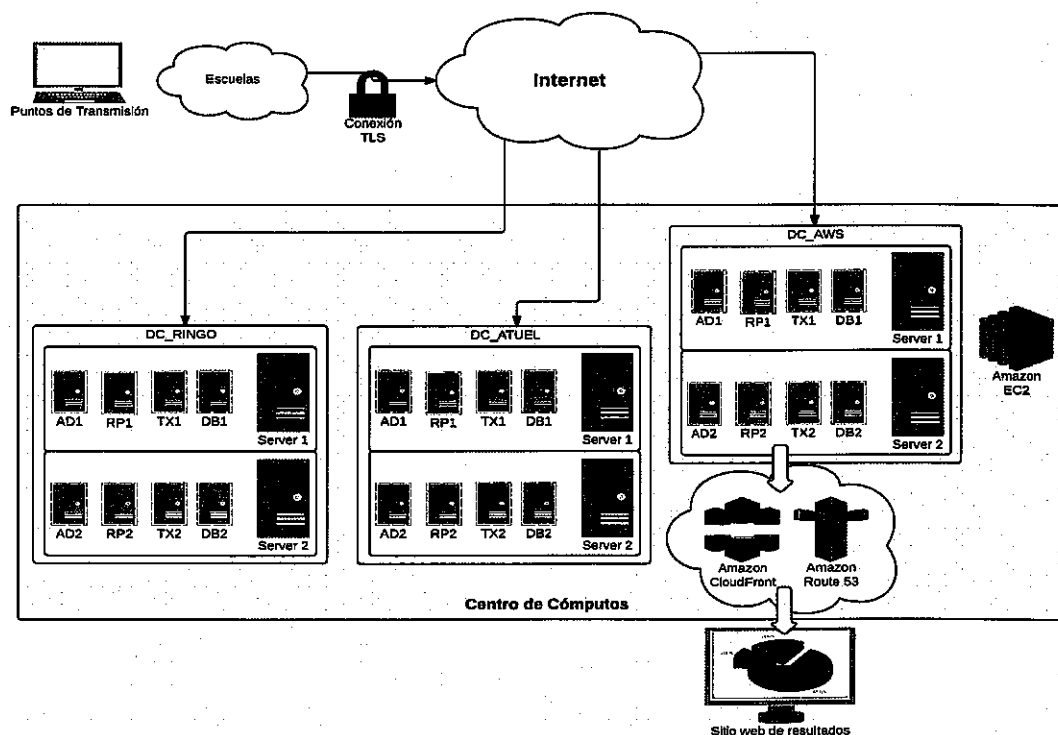 Puntos de Transmisión
Escuelas
Conexión
TLS
Internet
DC_AWS
AD1
RP1
TX1
DB1
Server 1
AD2
RP2
TX2
DB2
Server 2
Amazon
EC2
DC_RINGO
AD1
RP1
TX1
DB1
Server 1
AD2
RP2
TX2
DB2
Server 2
DC_ATUEL
AD1
RP1
TX1
DB1
Server 1
AD2
RP2
TX2
DB2
Server 2
Amazon
CloudFront
Amazon
Route 53
Centro de Cómputos
Sitio web de resultados